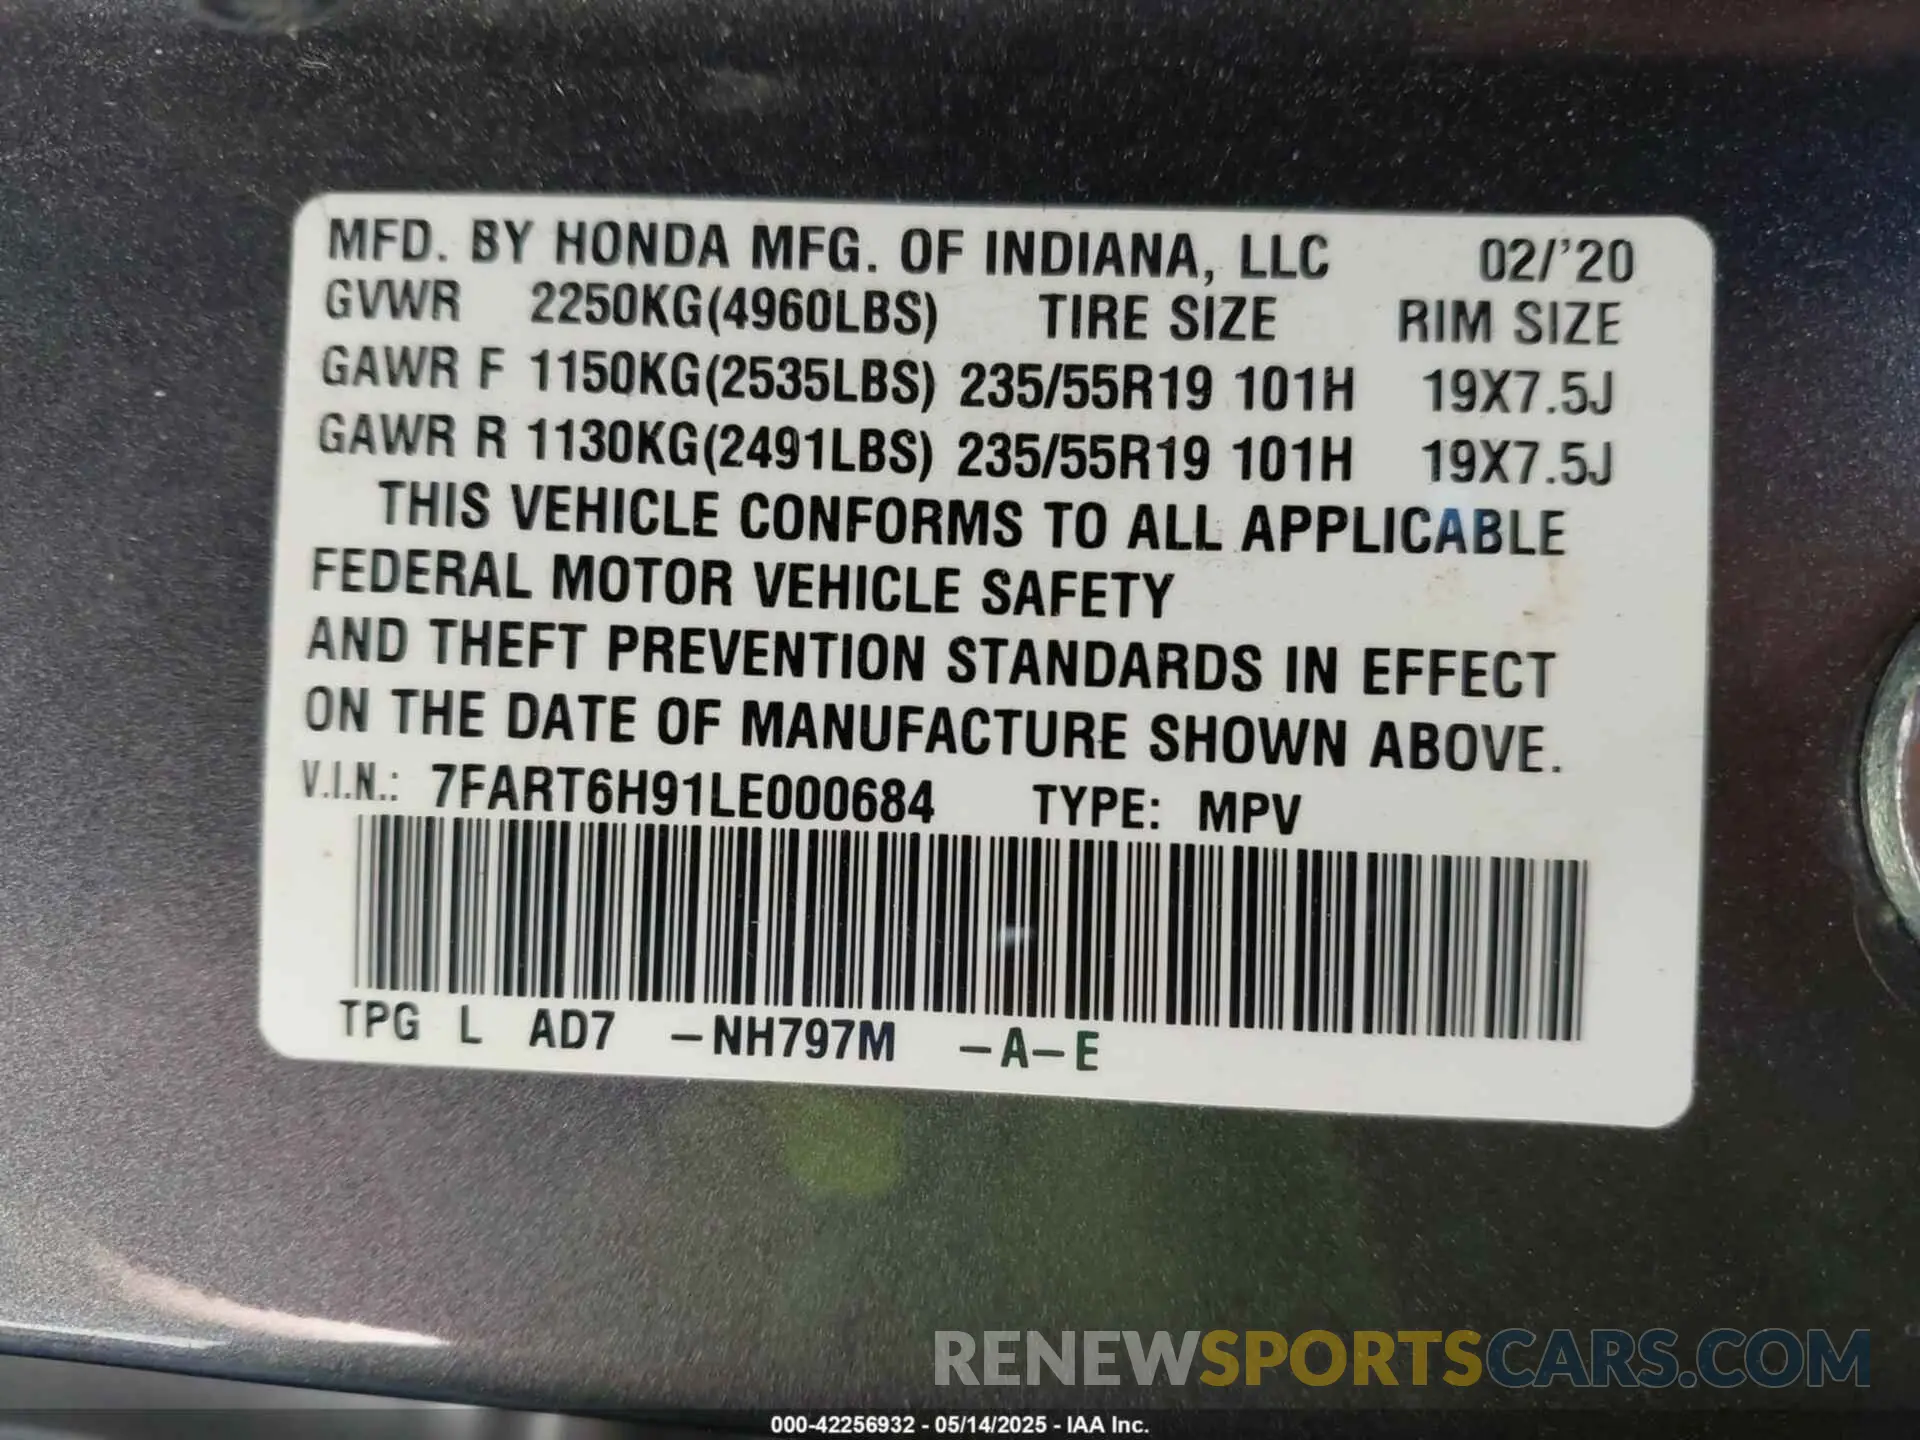 MFD. BY HONDA MFG. OF INDIANA, LLC 02/'20
GVWR 2250KG(4960LBS) TIRE SIZE RIM SIZE
GAWR F 1150KG(2535LBS) 235/55R19 101H 19X7.5J
GAWR R 1130KG(2491LBS) 235/55R19 101H 19X7.5J
THIS VEHICLE CONFORMS TO ALL APPLICABLE
FEDERAL MOTOR VEHICLE SAFETY
AND THEFT PREVENTION STANDARDS IN EFFECT
ON THE DATE OF MANUFACTURE SHOWN ABOVE.
V.I.N.: 7FART6H91LE000684 TYPE: MPV
TPG L AD7 -NH797M -A-E
RENEWSPORTSCARS.COM
000-42256932 - 05/14/2025 - IAA Inc.